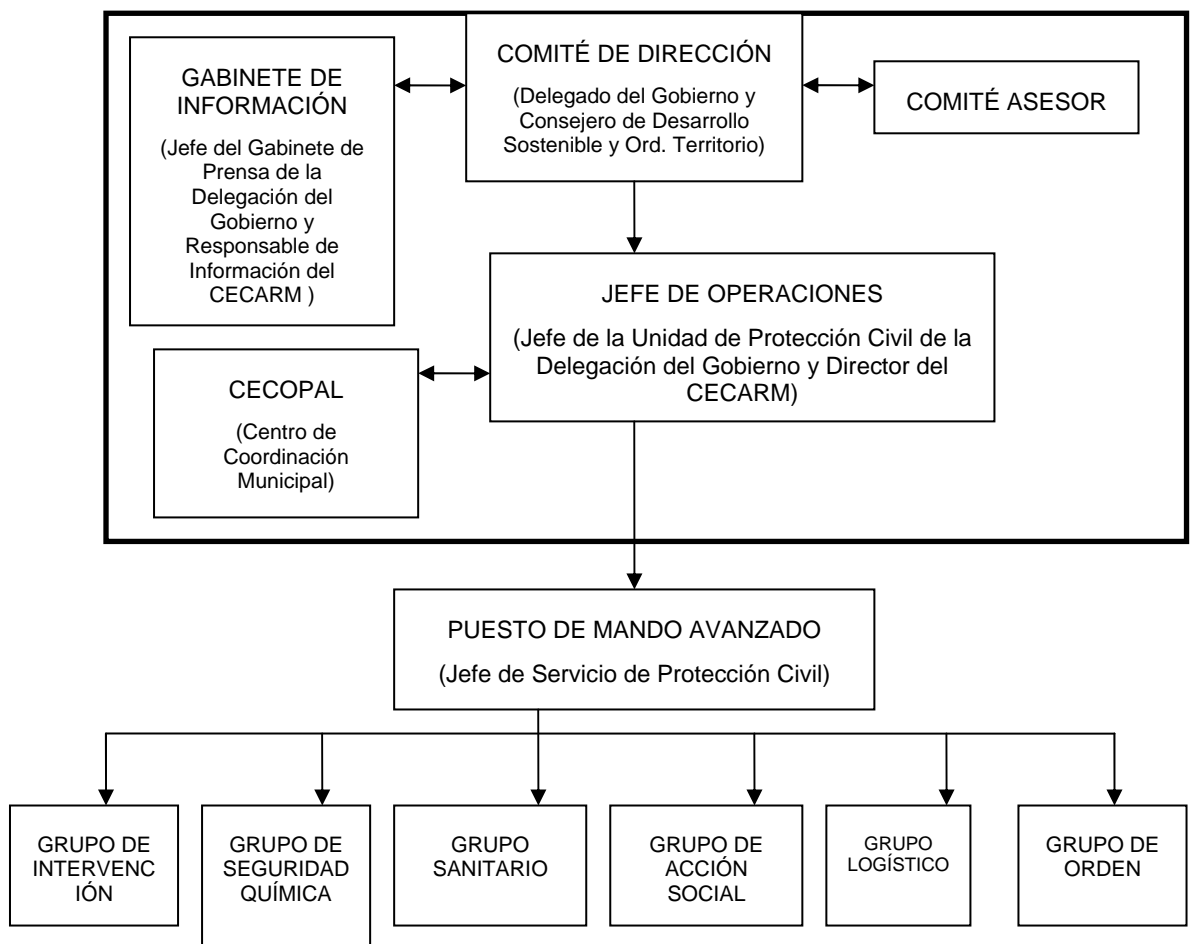 GABINETE DE
INFORMACIÓN
(Jefe del Gabinete de
Prensa de la
Delegación del
Gobierno y
Responsable de
Información del
CECARM )
COMITÉ DE DIRECCIÓN
(Delegado del Gobierno y
Consejero de Desarrollo
Sostenible y Ord. Territorio)
COMITÉ ASESOR
JEFE DE OPERACIONES
(Jefe de la Unidad de Protección Civil de la
Delegación del Gobierno y Director del
CECARM)
CECOPAL
(Centro de
Coordinación
Municipal)
PUESTO DE MANDO AVANZADO
(Jefe de Servicio de Protección Civil)
GRUPO DE
INTERVENC
IÓN
GRUPO DE
SEGURIDAD
QUÍMICA
GRUPO
SANITARIO
GRUPO DE
ACCIÓN
SOCIAL
GRUPO
LOGÍSTICO
GRUPO DE
ORDEN